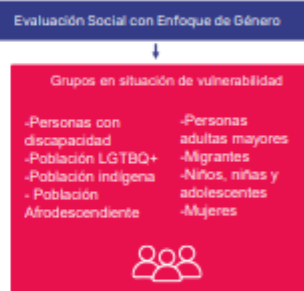 Evaluación Social con Enfoque de Género
Grupos en situación de vulnerabilidad
-Personas con
discapacidad
-Población LGTBQ+
-Población indígena
- Población
Afrodescendiente
-Personas
adultas mayores
-Migrantes
-Niños, niñas y
adolescentes
-Mujeres